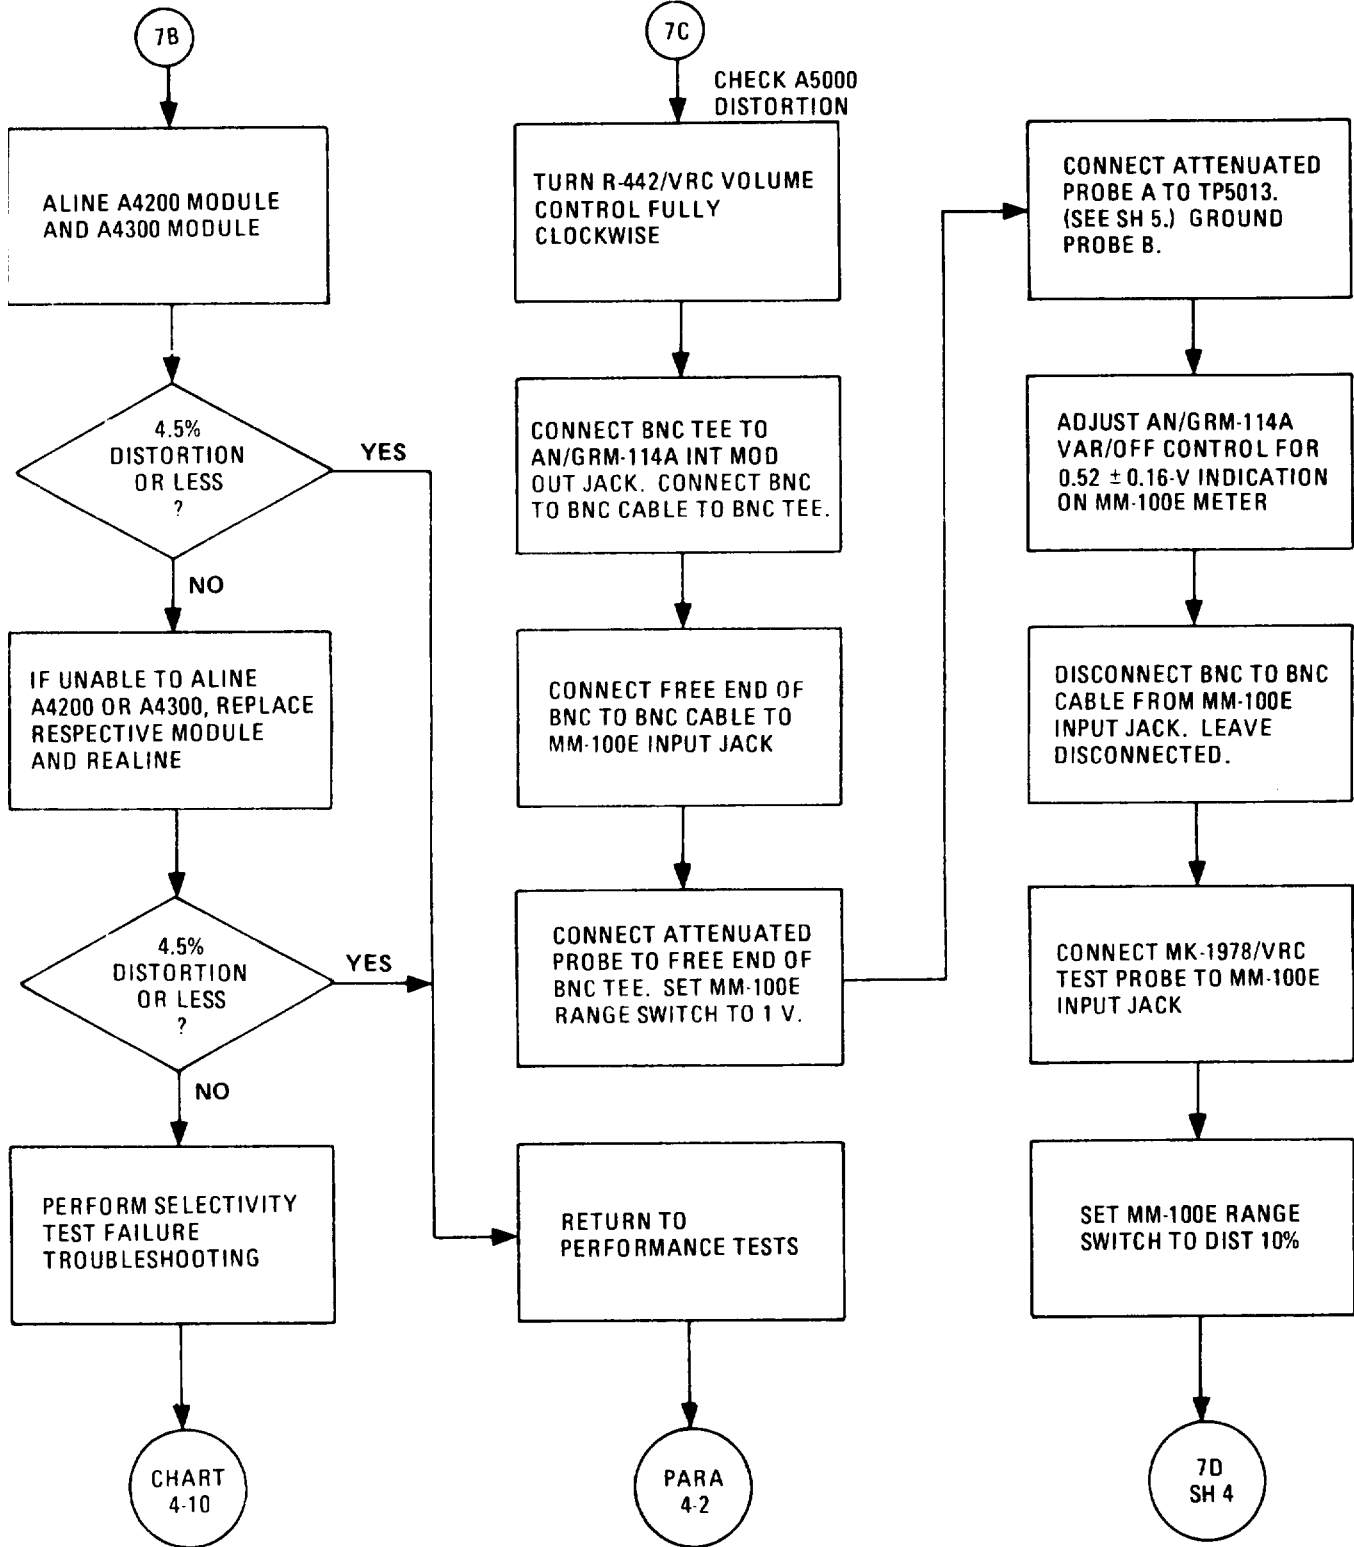 7B
ALINE A4200 MODULE
AND A4300 MODULE
4.5%
DISTORTION
OR LESS
?
YES
NO
IF UNABLE TO ALINE
A4200 OR A4300, REPLACE
RESPECTIVE MODULE
AND REALINE
4.5%
DISTORTION
OR LESS
?
YES
NO
PERFORM SELECTIVITY
TEST FAILURE
TROUBLESHOOTING
CHART
4-10
7C
CHECK A5000
DISTORTION
TURN R-442/VRC VOLUME
CONTROL FULLY
CLOCKWISE
CONNECT BNC TEE TO
AN/GRM-114A INT MOD
OUT JACK. CONNECT BNC
TO BNC CABLE TO BNC TEE.
CONNECT FREE END OF
BNC TO BNC CABLE TO
MM-100E INPUT JACK
CONNECT ATTENUATED
PROBE TO FREE END OF
BNC TEE. SET MM-100E
RANGE SWITCH TO 1 V.
RETURN TO
PERFORMANCE TESTS
PARA
4-2
CONNECT ATTENUATED
PROBE A TO TP5013.
(SEE SH 5.) GROUND
PROBE B.
ADJUST AN/GRM-114A
VAR/OFF CONTROL FOR
0.52 ± 0.16-V INDICATION
ON MM-100E METER
DISCONNECT BNC TO BNC
CABLE FROM MM-100E
INPUT JACK. LEAVE
DISCONNECTED.
CONNECT MK-1978/VRC
TEST PROBE TO MM-100E
INPUT JACK
SET MM-100E RANGE
SWITCH TO DIST 10%
7D
SH 4